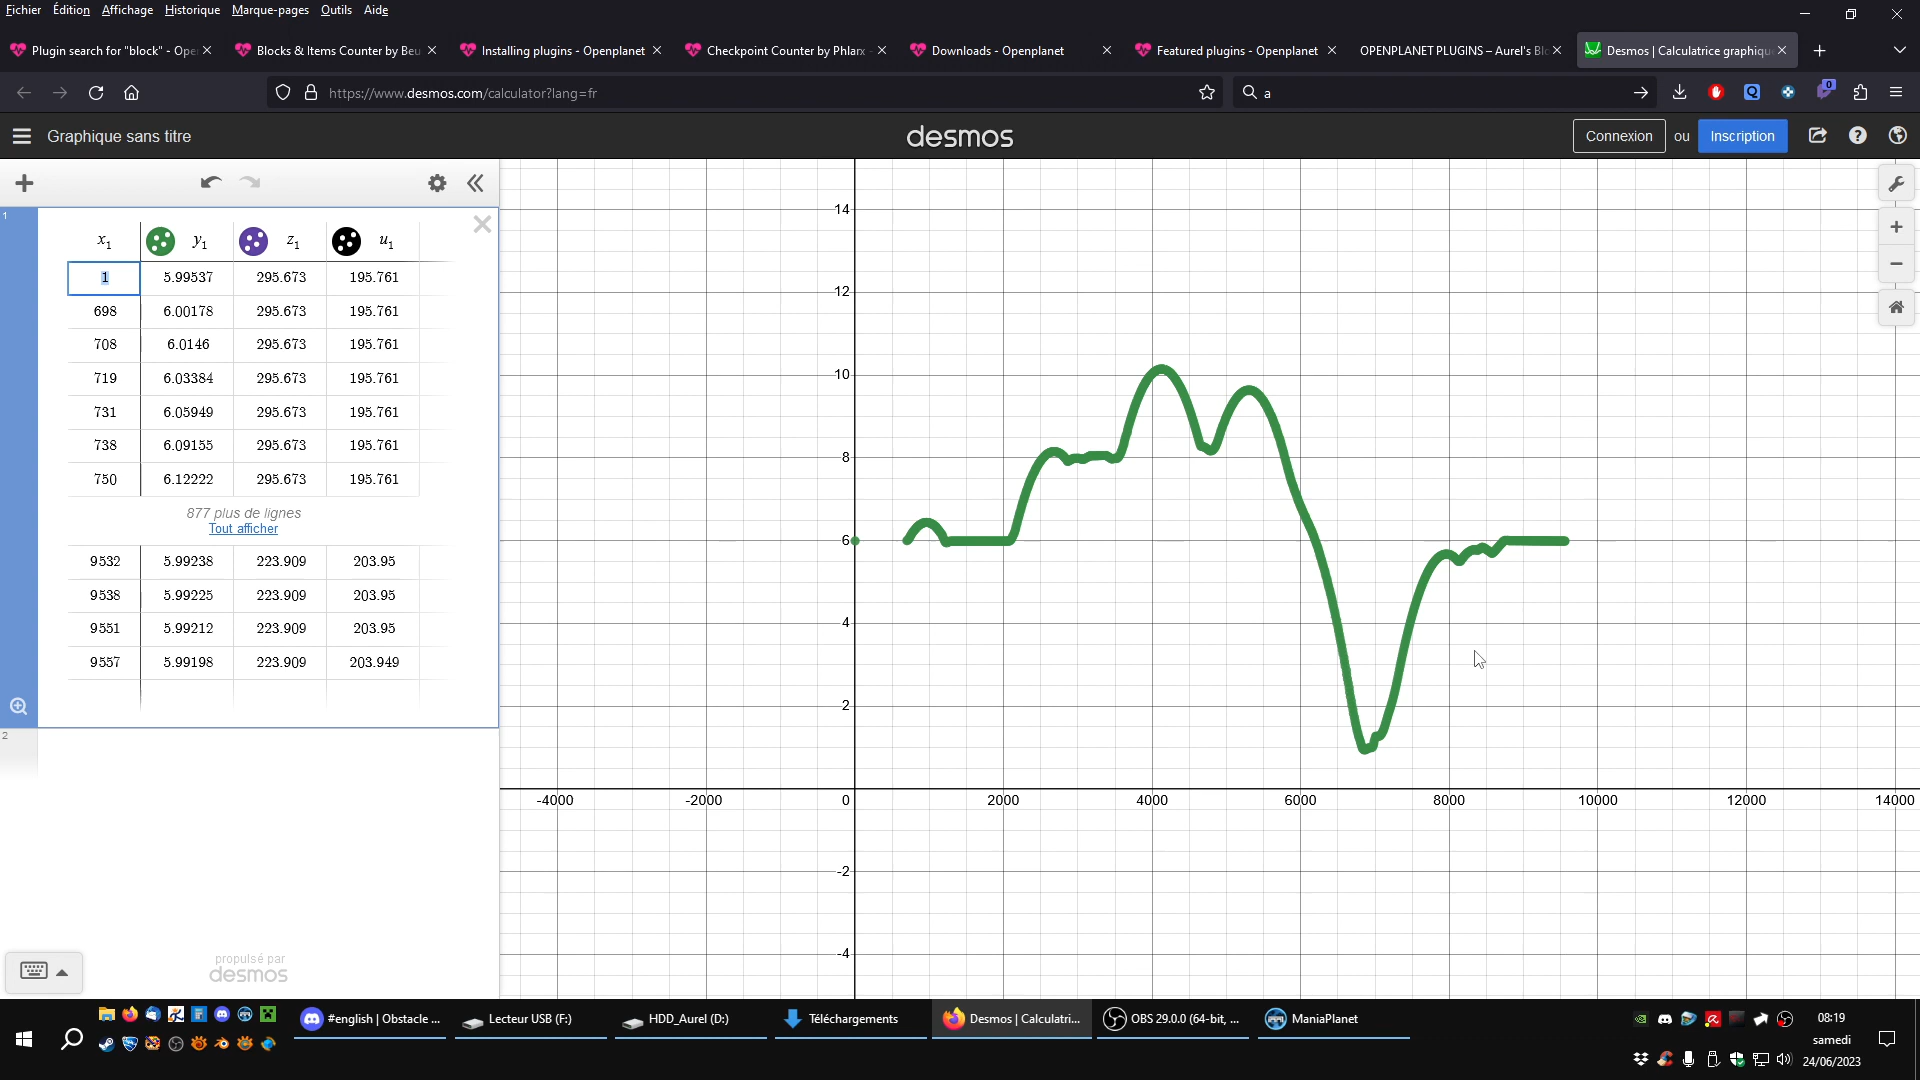 Fichier Édition Affichage Historique Marque-pages Outils Aide
Plugin search for "block" - Ope
Blocks & Items Counter by Beu
Installing plugins - Openplanet
Checkpoint Counter by Phlarx -
Downloads - Openplanet
Featured plugins - Openplanet
OPENPLANET PLUGINS – Aurel's Blo
Desmos | Calculatrice graphique
https://www.desmos.com/calculator?lang=fr
a
0
Graphique sans titre
desmos
Connexion ou Inscription
1
x1 y1 z1 u1
1 5.99537 295.673 195.761
698 6.00178 295.673 195.761
708 6.0146 295.673 195.761
719 6.03384 295.673 195.761
731 6.05949 295.673 195.761
738 6.09155 295.673 195.761
750 6.12222 295.673 195.761
877 plus de lignes
Tout afficher
9532 5.99238 223.909 203.95
9538 5.99225 223.909 203.95
9551 5.99212 223.909 203.95
9557 5.99198 223.909 203.949
2
propulsé par
desmos
14
12
10
8
6
4
2
-4000 -2000 0 2000 4000 6000 8000 10000 12000 14000
-2
-4
#english | Obstacle ...
Lecteur USB (F:)
HDD_Aurel (D:)
Téléchargements
Desmos | Calculatri...
OBS 29.0.0 (64-bit, ...
ManiaPlanet
08:19
samedi
24/06/2023